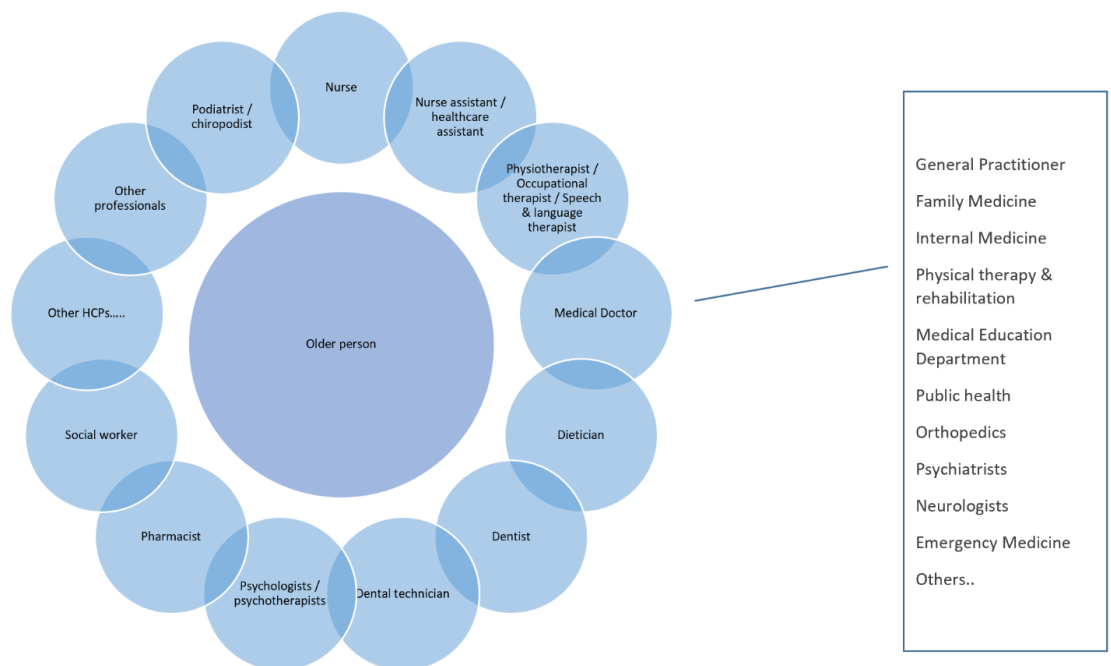 Nurse
Nurse assistant /
healthcare
assistant
Physiotherapist /
Occupational
therapist / Speech
& language
therapist
Medical Doctor
Dietician
Dentist
Dental technician
Psychologists /
psychotherapists
Pharmacist
Social worker
Other HCPs.....
Other
professionals
Podiatrist /
chiropodist
Older person
General Practitioner
Family Medicine
Internal Medicine
Physical therapy &
rehabilitation
Medical Education
Department
Public health
Orthopedics
Psychiatrists
Neurologists
Emergency Medicine
Others..